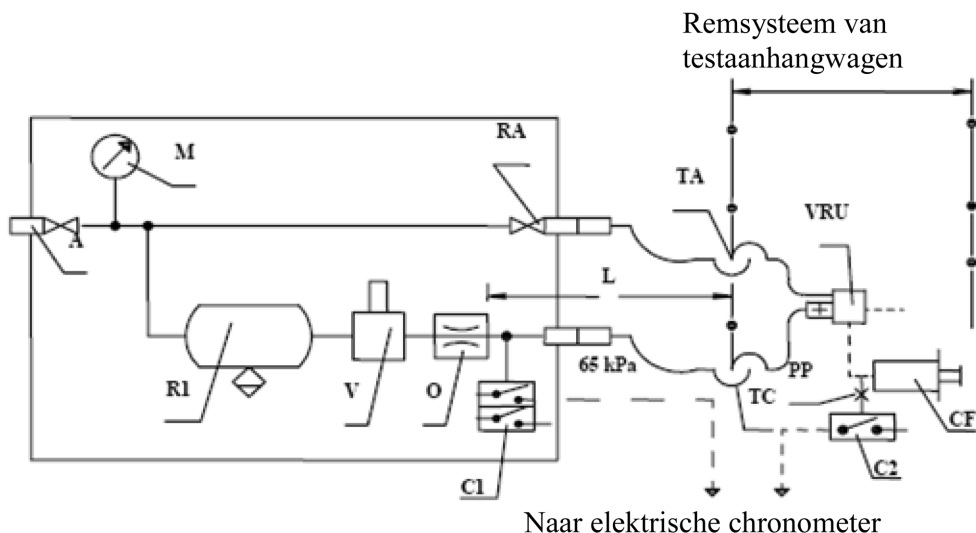 Remsysteem van
testaanhangwagen
RA
M
TA
VRU
A
L
65 kPa
PP
R1
V
O
TC
CF
C1
C2
Naar elektrische chronometer